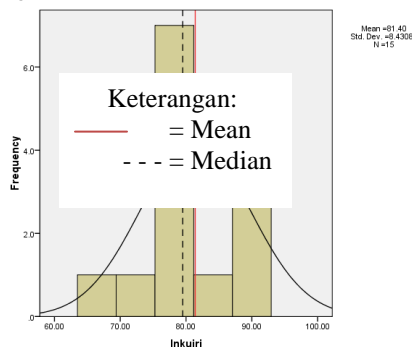 Mean =81.40
Std. Dev. =8.4308
N =15
Keterangan:
= Mean
- - - = Median
Frequency
6.0
4.0
2.0
.0
60.00 70.00 80.00 90.00 100.00
Inkuiri